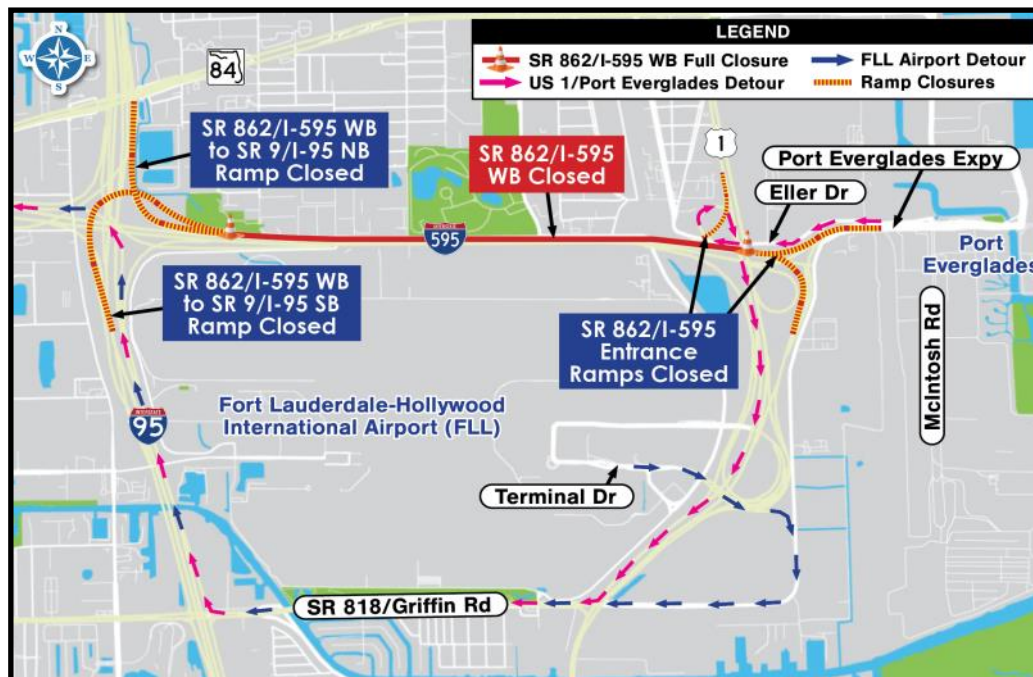 N
W
E
S
84
LEGEND
SR 862/I-595 WB Full Closure
FLL Airport Detour
US 1/Port Everglades Detour
Ramp Closures
SR 862/I-595 WB
to SR 9/I-95 NB
Ramp Closed
SR 862/I-595
WB Closed
1
Port Everglades Expy
Eller Dr
INTERSTATE
595
Port
Everglades
SR 862/I-595 WB
to SR 9/I-95 SB
Ramp Closed
SR 862/I-595
Entrance
Ramps Closed
McIntosh Rd
INTERSTATE
95
Fort Lauderdale-Hollywood
International Airport (FLL)
Terminal Dr
SR 818/Griffin Rd